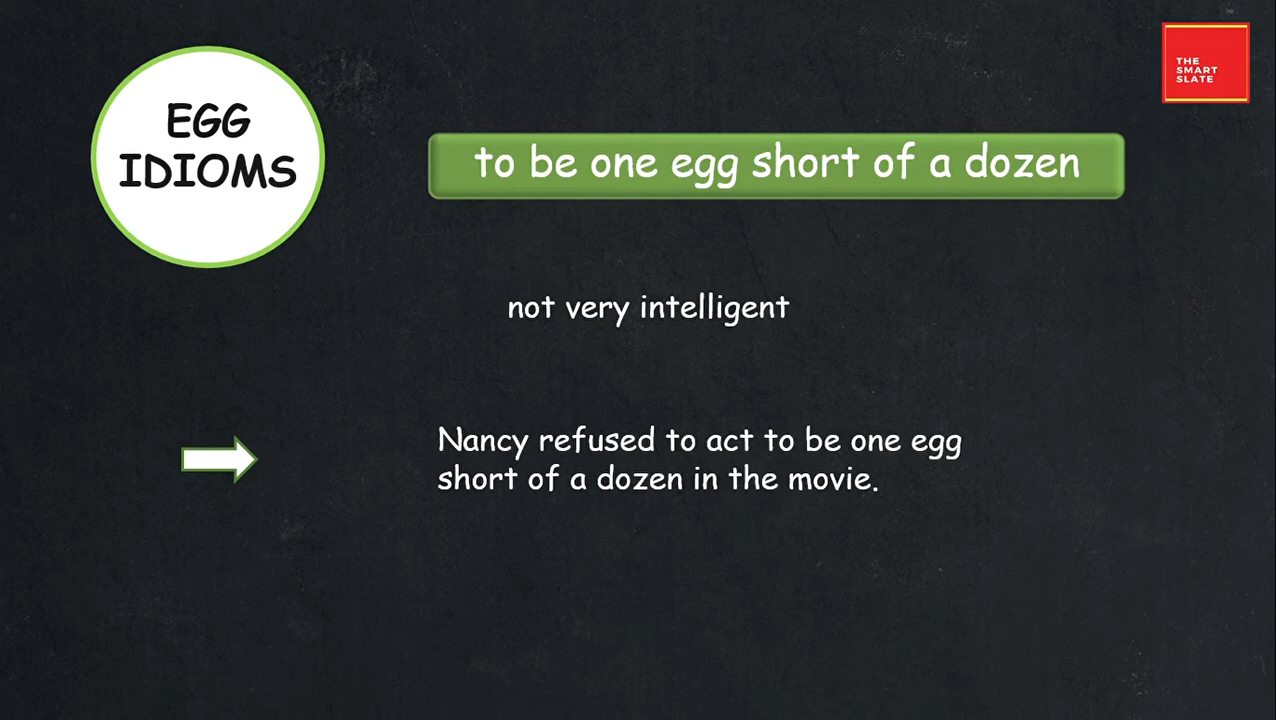 EGG
IDIOMS
THE
SMART
SLATE
to be one egg short of a dozen
not very intelligent
Nancy refused to act to be one egg
short of a dozen in the movie.